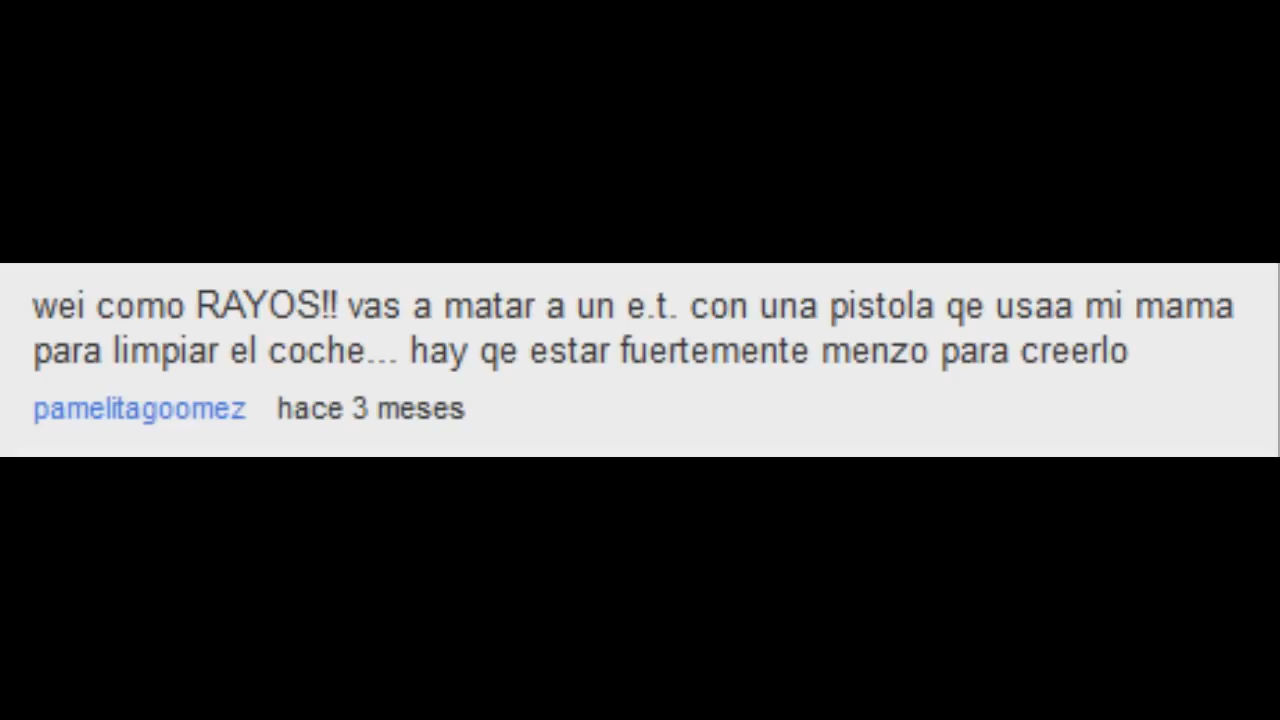 wei como RAYOS!! vas a matar a un e.t. con una pistola qe usaa mi mama
para limpiar el coche... hay qe estar fuertemente menzo para creerlo
pamelitagoomez hace 3 meses